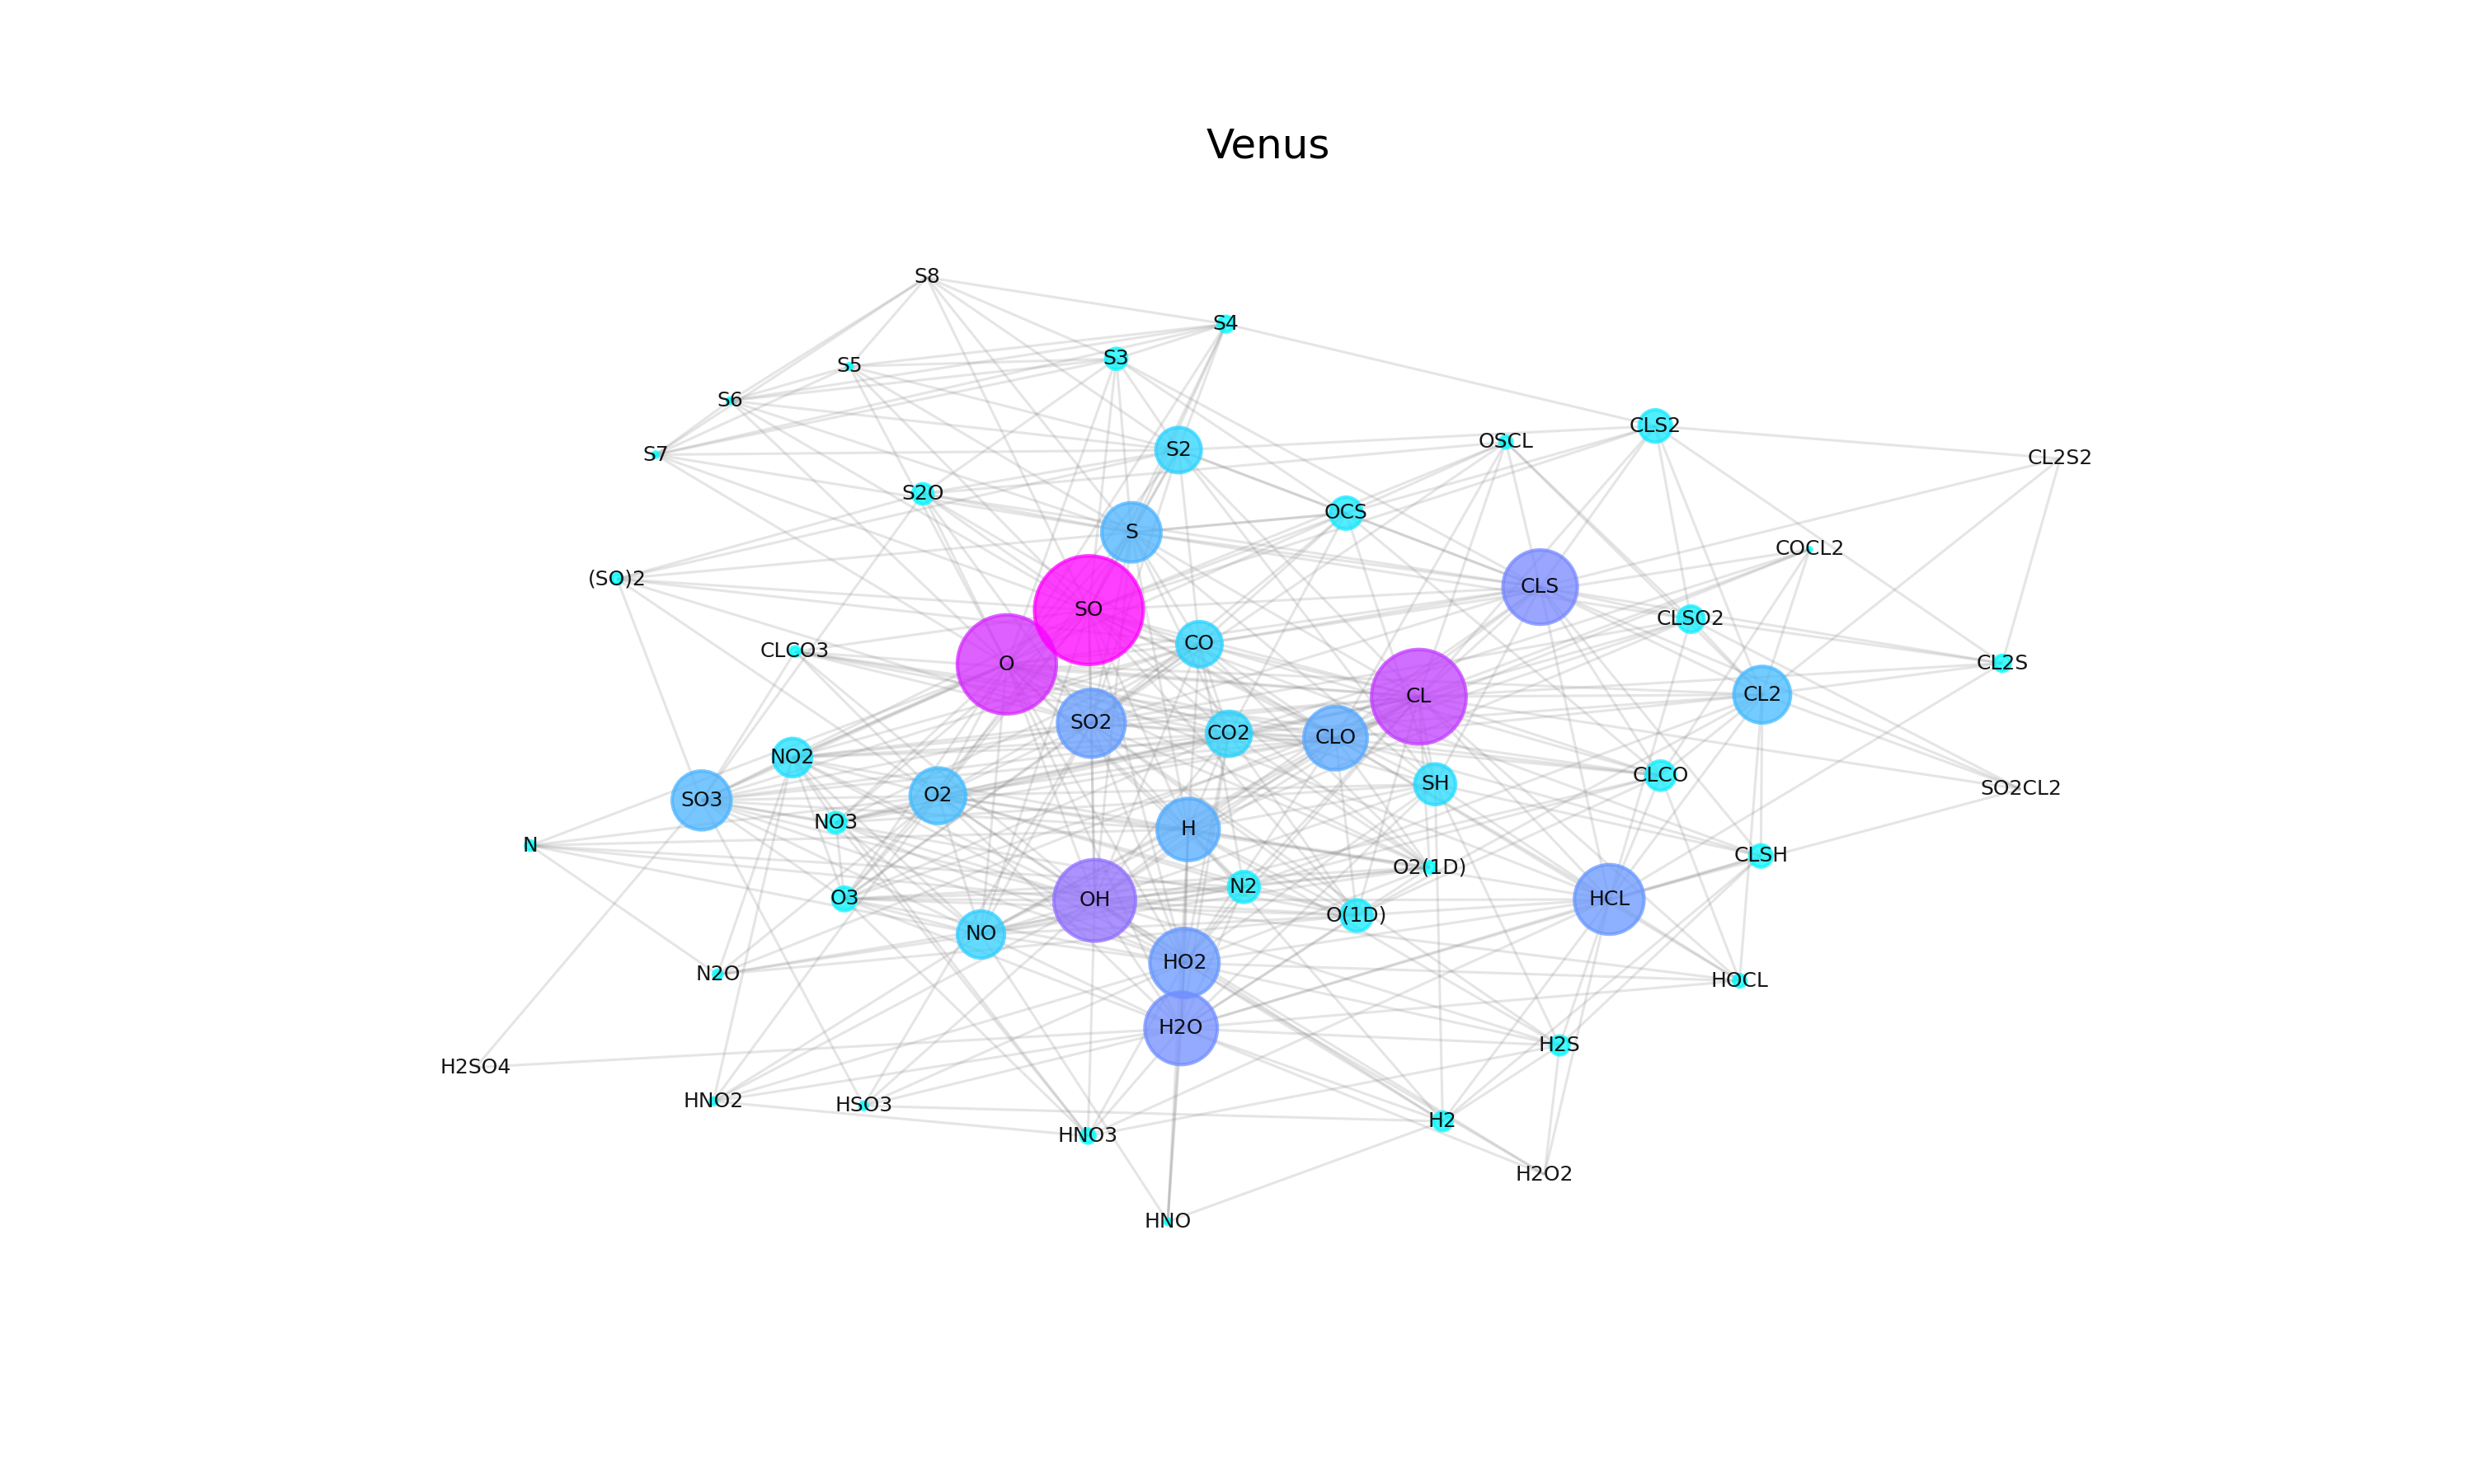 Venus
S8
S4
S3
S5
S6
CLS2
OSCL
S2
S7
CL2S2
S2O
OCS
S
COCL2
(SO)2
CLS
SO
CLSO2
CO
CLCO3
O
CL2S
CL2
CL
SO2
CO2
CLO
NO2
CLCO
SH
SO2CL2
O2
SO3
NO3
H
N
CLSH
O2(1D)
N2
O3
OH
HCL
O(1D)
NO
HO2
N2O
HOCL
H2O
H2S
H2SO4
HNO2
HSO3
H2
HNO3
H2O2
HNO